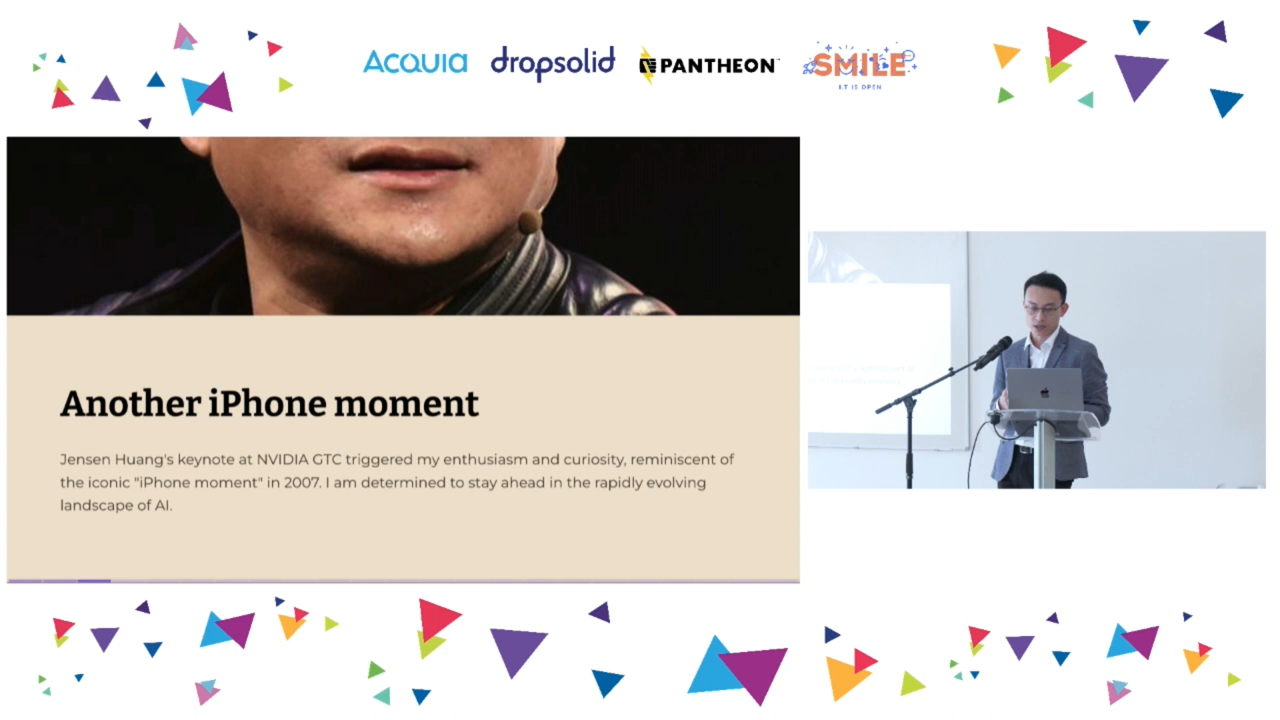 ACQUIA
dropsolid
PANTHEON
SMILE
I.T IS OPEN
Another iPhone moment
Jensen Huang's keynote at NVIDIA GTC triggered my enthusiasm and curiosity, reminiscent of
the iconic "iPhone moment" in 2007. I am determined to stay ahead in the rapidly evolving
landscape of AI.